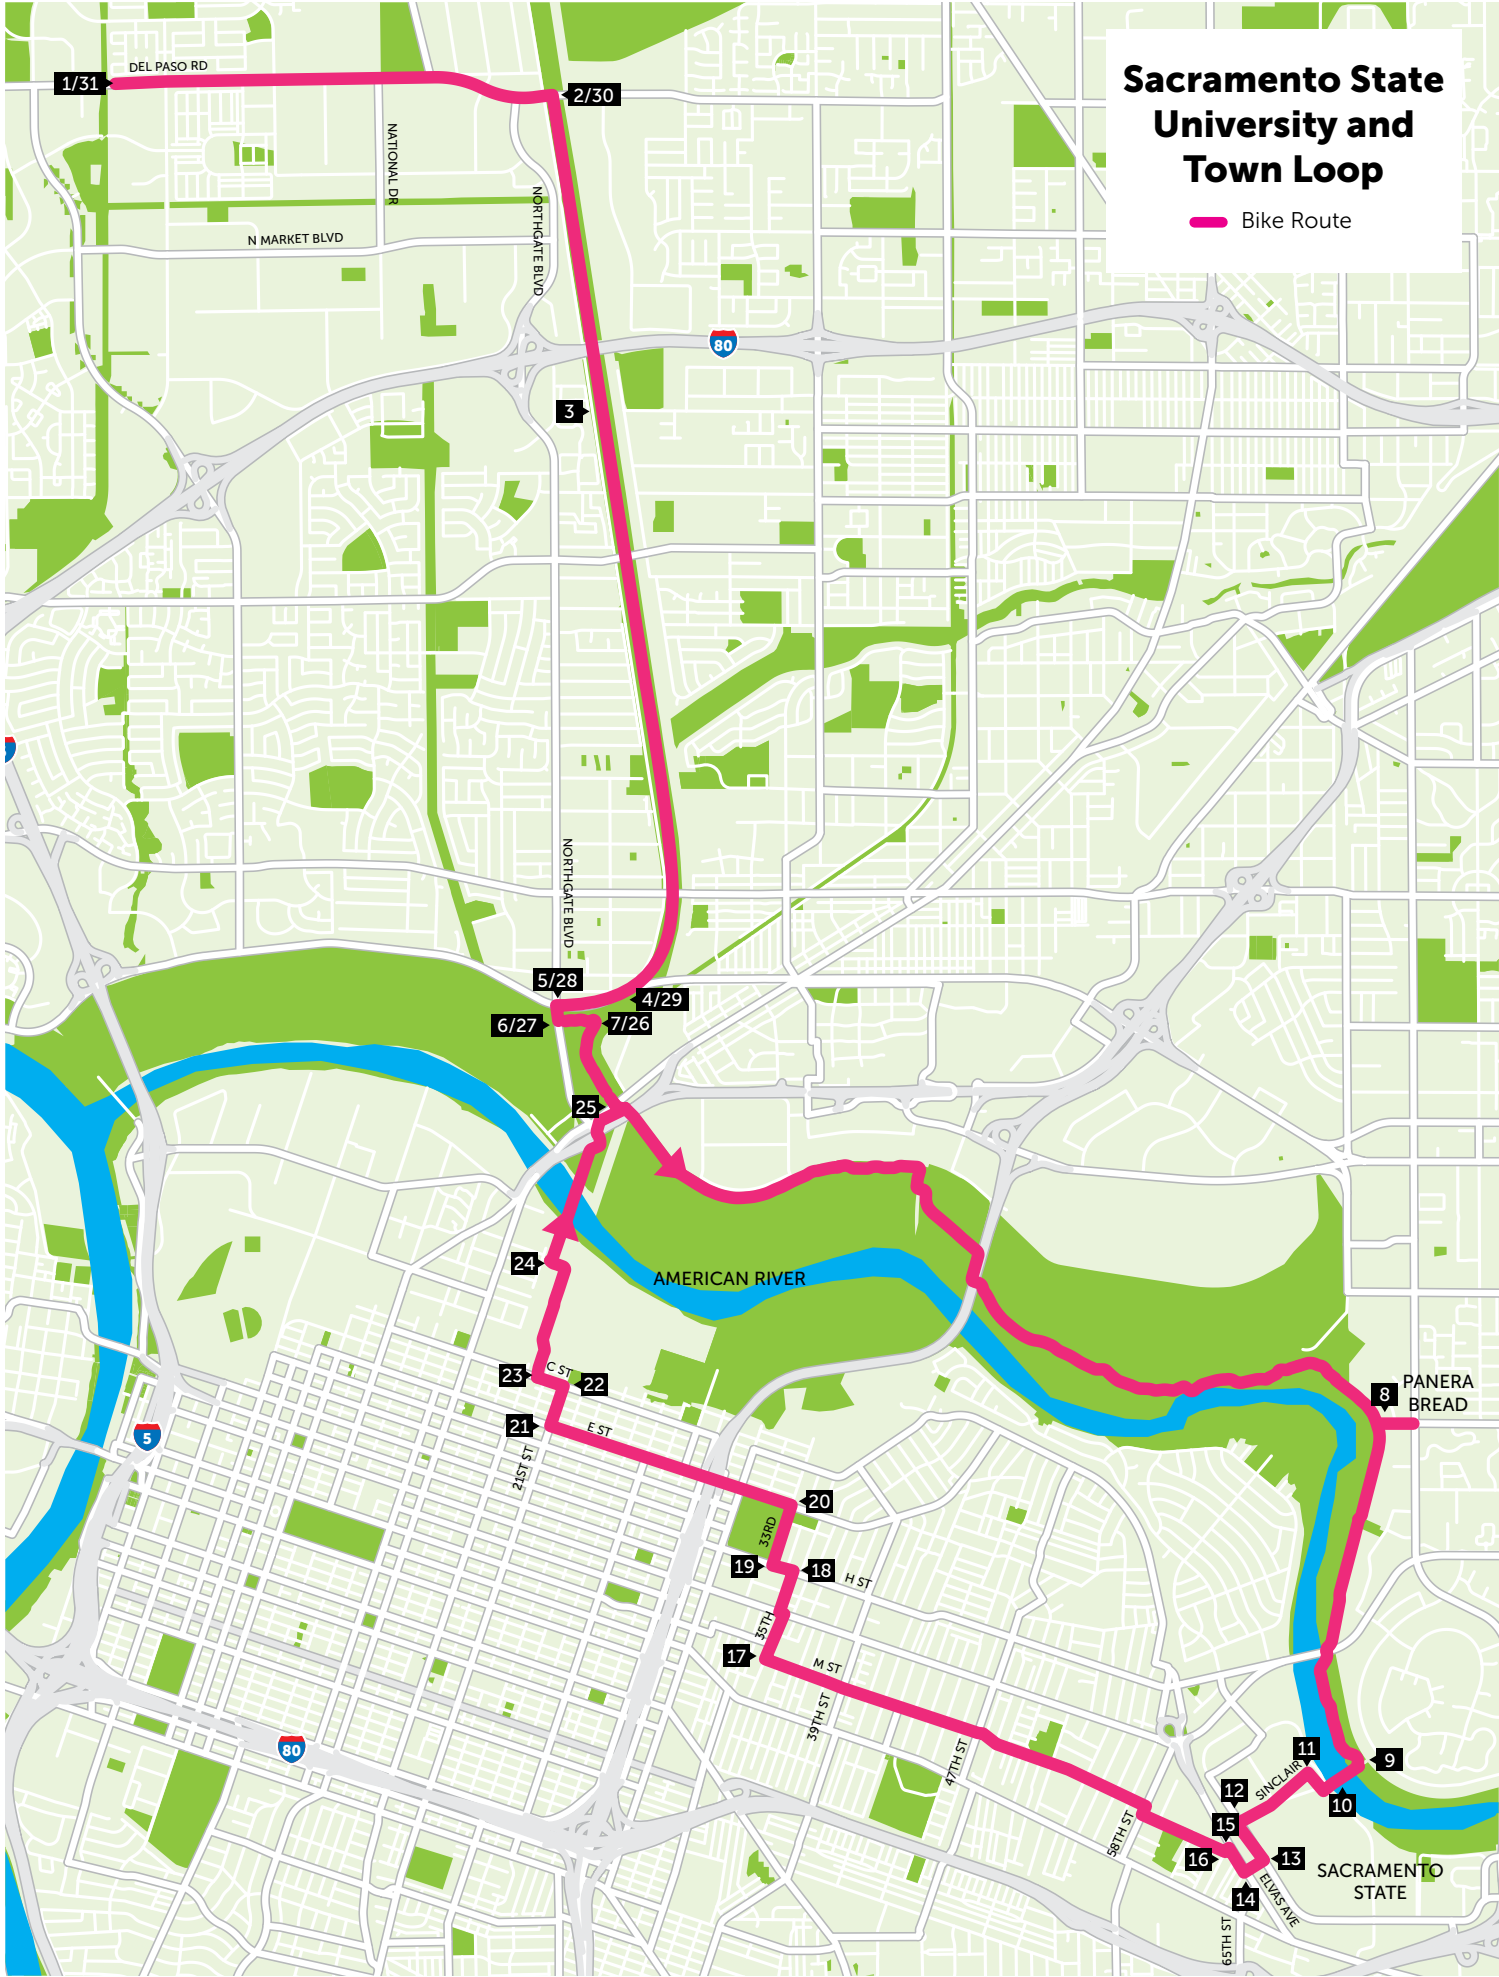 Sacramento State
University and
Town Loop
Bike Route
DEL PASO RD
1/31
2/30
NATIONAL DR
NORTHGATE BLVD
N MARKET BLVD
80
3
NORTHGATE BLVD
5/28
4/29
6/27
7/26
25
24
AMERICAN RIVER
23
C ST
22
8
PANERA
BREAD
21
E ST
5
21ST ST
20
33RD
19
18
H ST
35TH
17
M ST
39TH ST
47TH ST
80
11
9
SINCLAIR
12
10
15
58TH ST
16
13
14
ELVAS AVE
65TH ST
SACRAMENTO
STATE